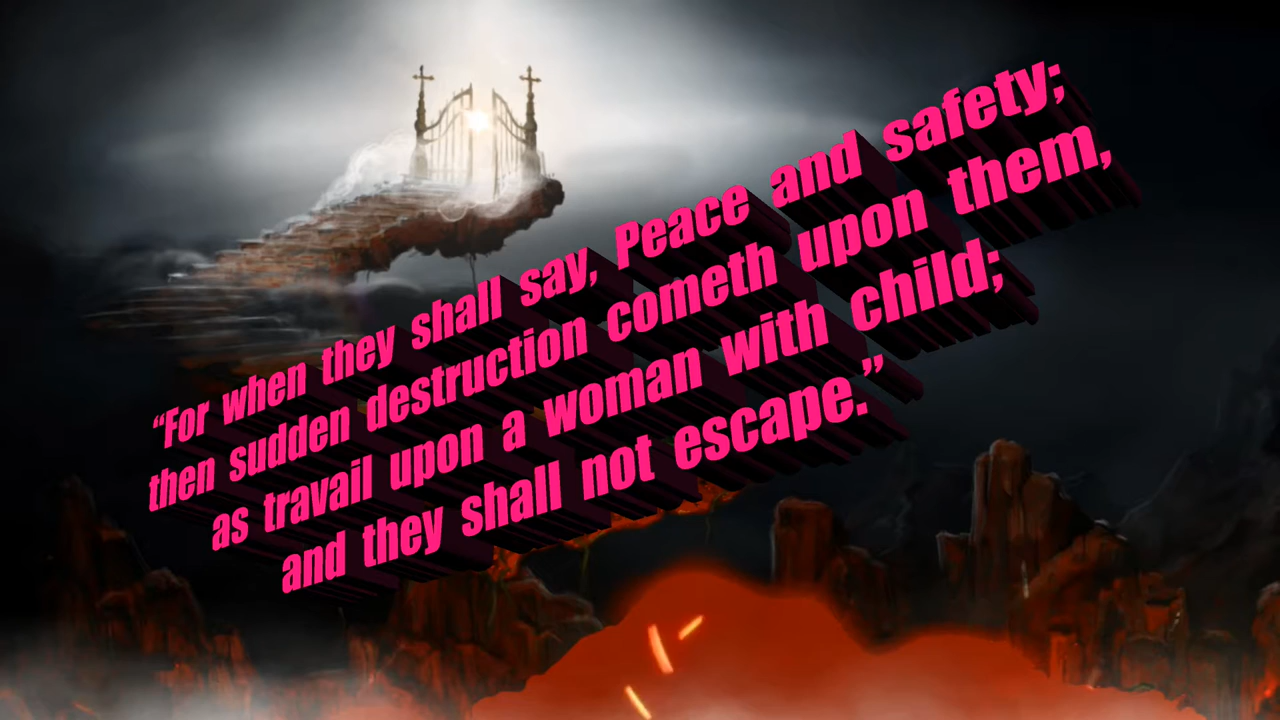 “For when they shall say, Peace and safety;
then sudden destruction cometh upon them,
as travail upon a woman with child;
and they shall not escape.”